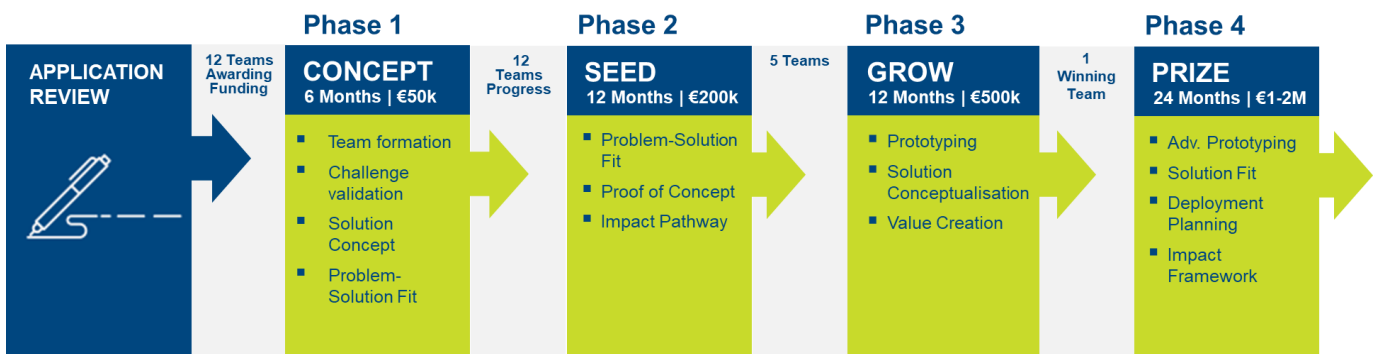 APPLICATION
REVIEW
12 Teams
Awarding
Funding
Phase 1
CONCEPT
6 Months | €50k
▪ Team formation
▪ Challenge
validation
▪ Solution
Concept
▪ Problem-
Solution Fit
12
Teams
Progress
Phase 2
SEED
12 Months | €200k
▪ Problem-Solution
Fit
▪ Proof of Concept
▪ Impact Pathway
5 Teams
Phase 3
GROW
12 Months | €500k
▪ Prototyping
▪ Solution
Conceptualisation
▪ Value Creation
1
Winning
Team
Phase 4
PRIZE
24 Months | €1-2M
▪ Adv. Prototyping
▪ Solution Fit
▪ Deployment
Planning
▪ Impact
Framework